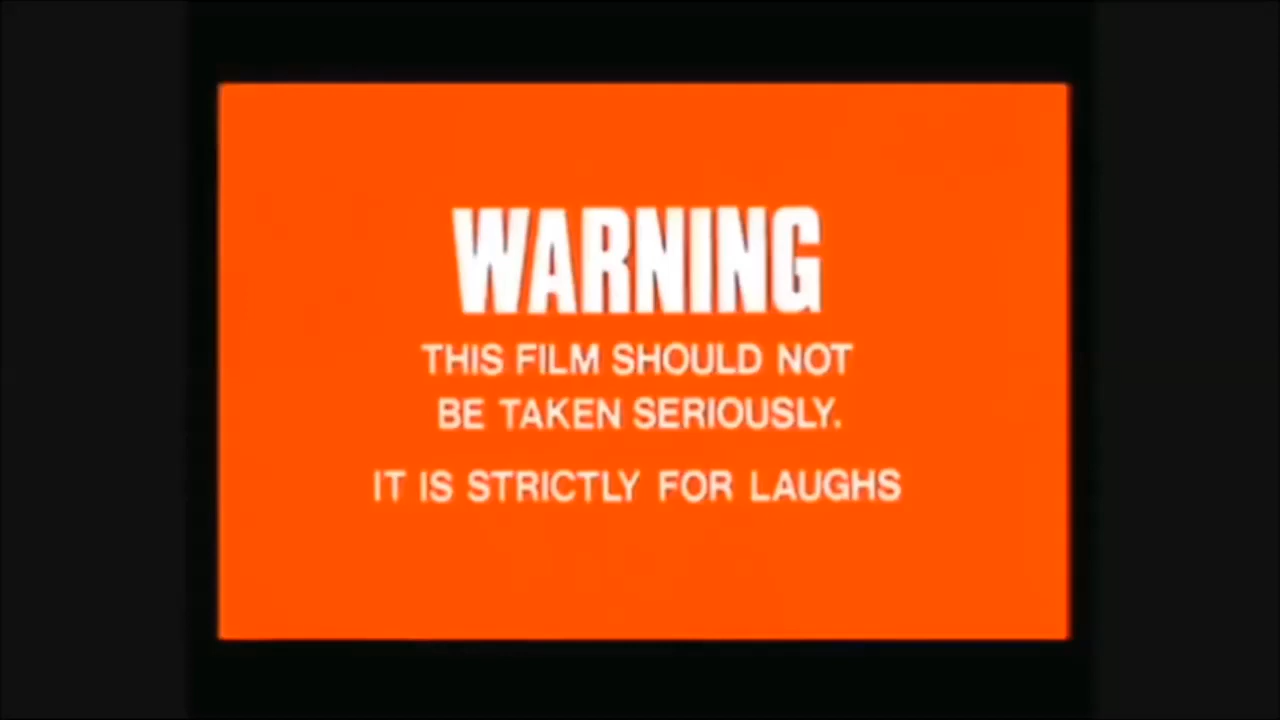 WARNING
THIS FILM SHOULD NOT
BE TAKEN SERIOUSLY.
IT IS STRICTLY FOR LAUGHS